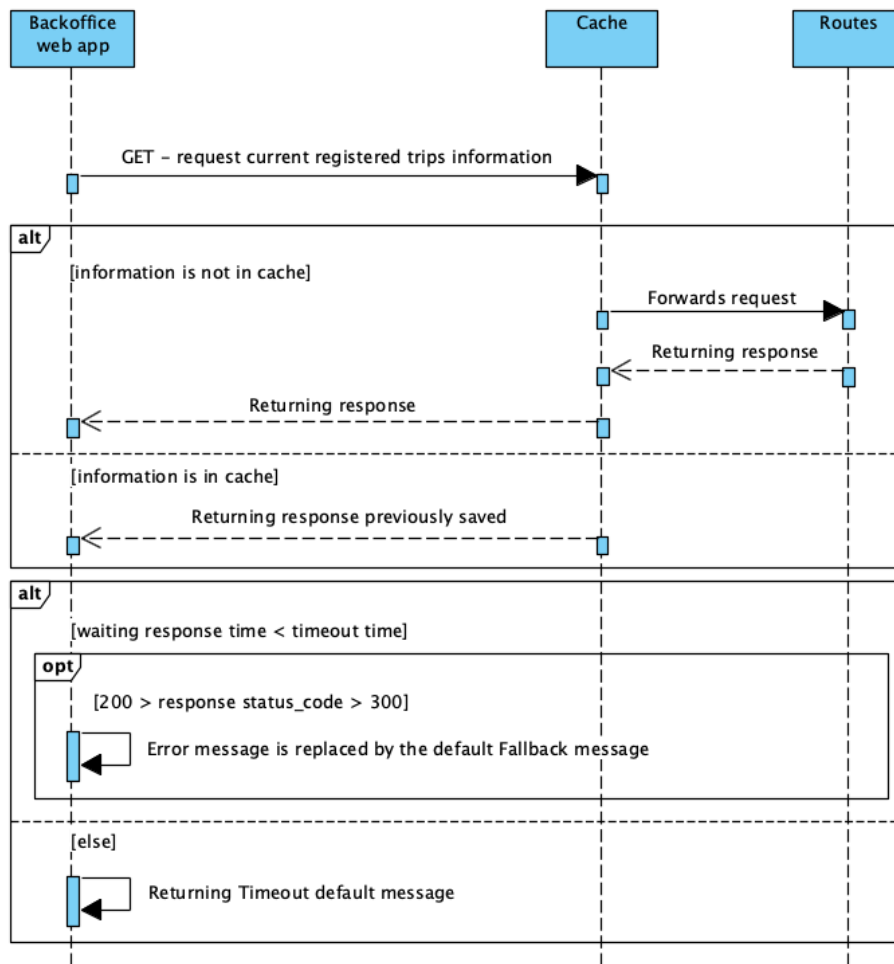 Backoffice
web app
Cache
Routes
GET – request current registered trips information
alt
[information is not in cache]
Forwards request
Returning response
Returning response
[information is in cache]
Returning response previously saved
alt
[waiting response time < timeout time]
opt
[200 > response status_code > 300]
Error message is replaced by the default Fallback message
[else]
Returning Timeout default message